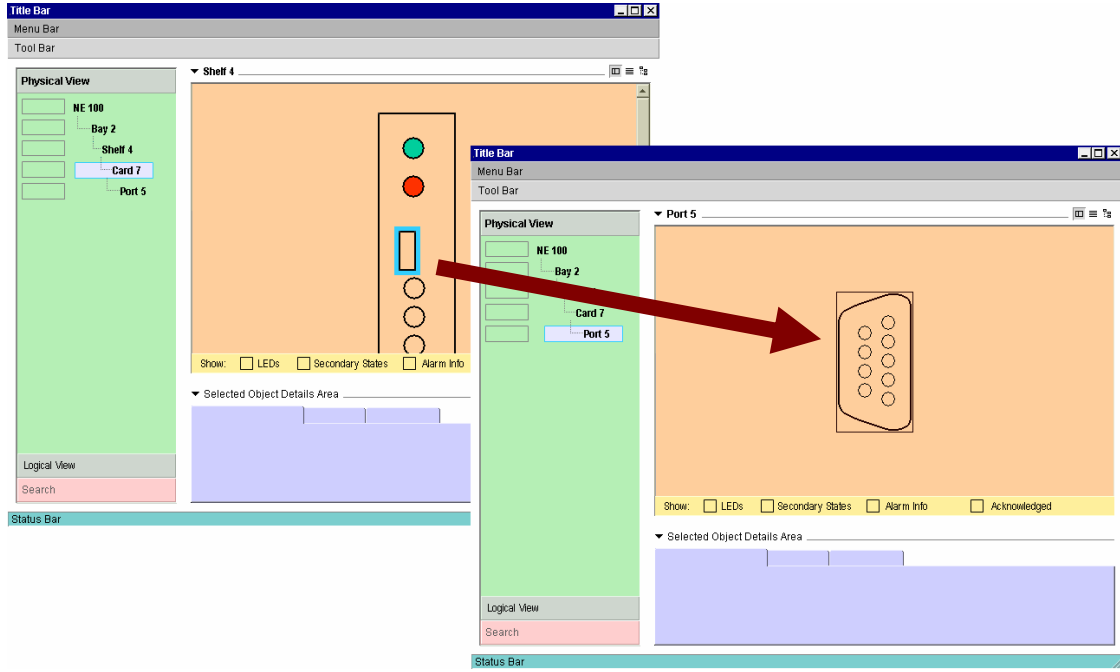 Title Bar
Menu Bar
Tool Bar
Physical View
NE 100
Bay 2
Shelf 4
Card 7
Port 5
Logical View
Search
Shelf 4
Show: LEDs Secondary States Alarm Info
Selected Object Details Area
Status Bar
Title Bar
Menu Bar
Tool Bar
Physical View
NE 100
Bay 2
Card 7
Port 5
Logical View
Search
Port 5
Show: LEDs Secondary States Alarm Info Acknowledged
Selected Object Details Area
Status Bar